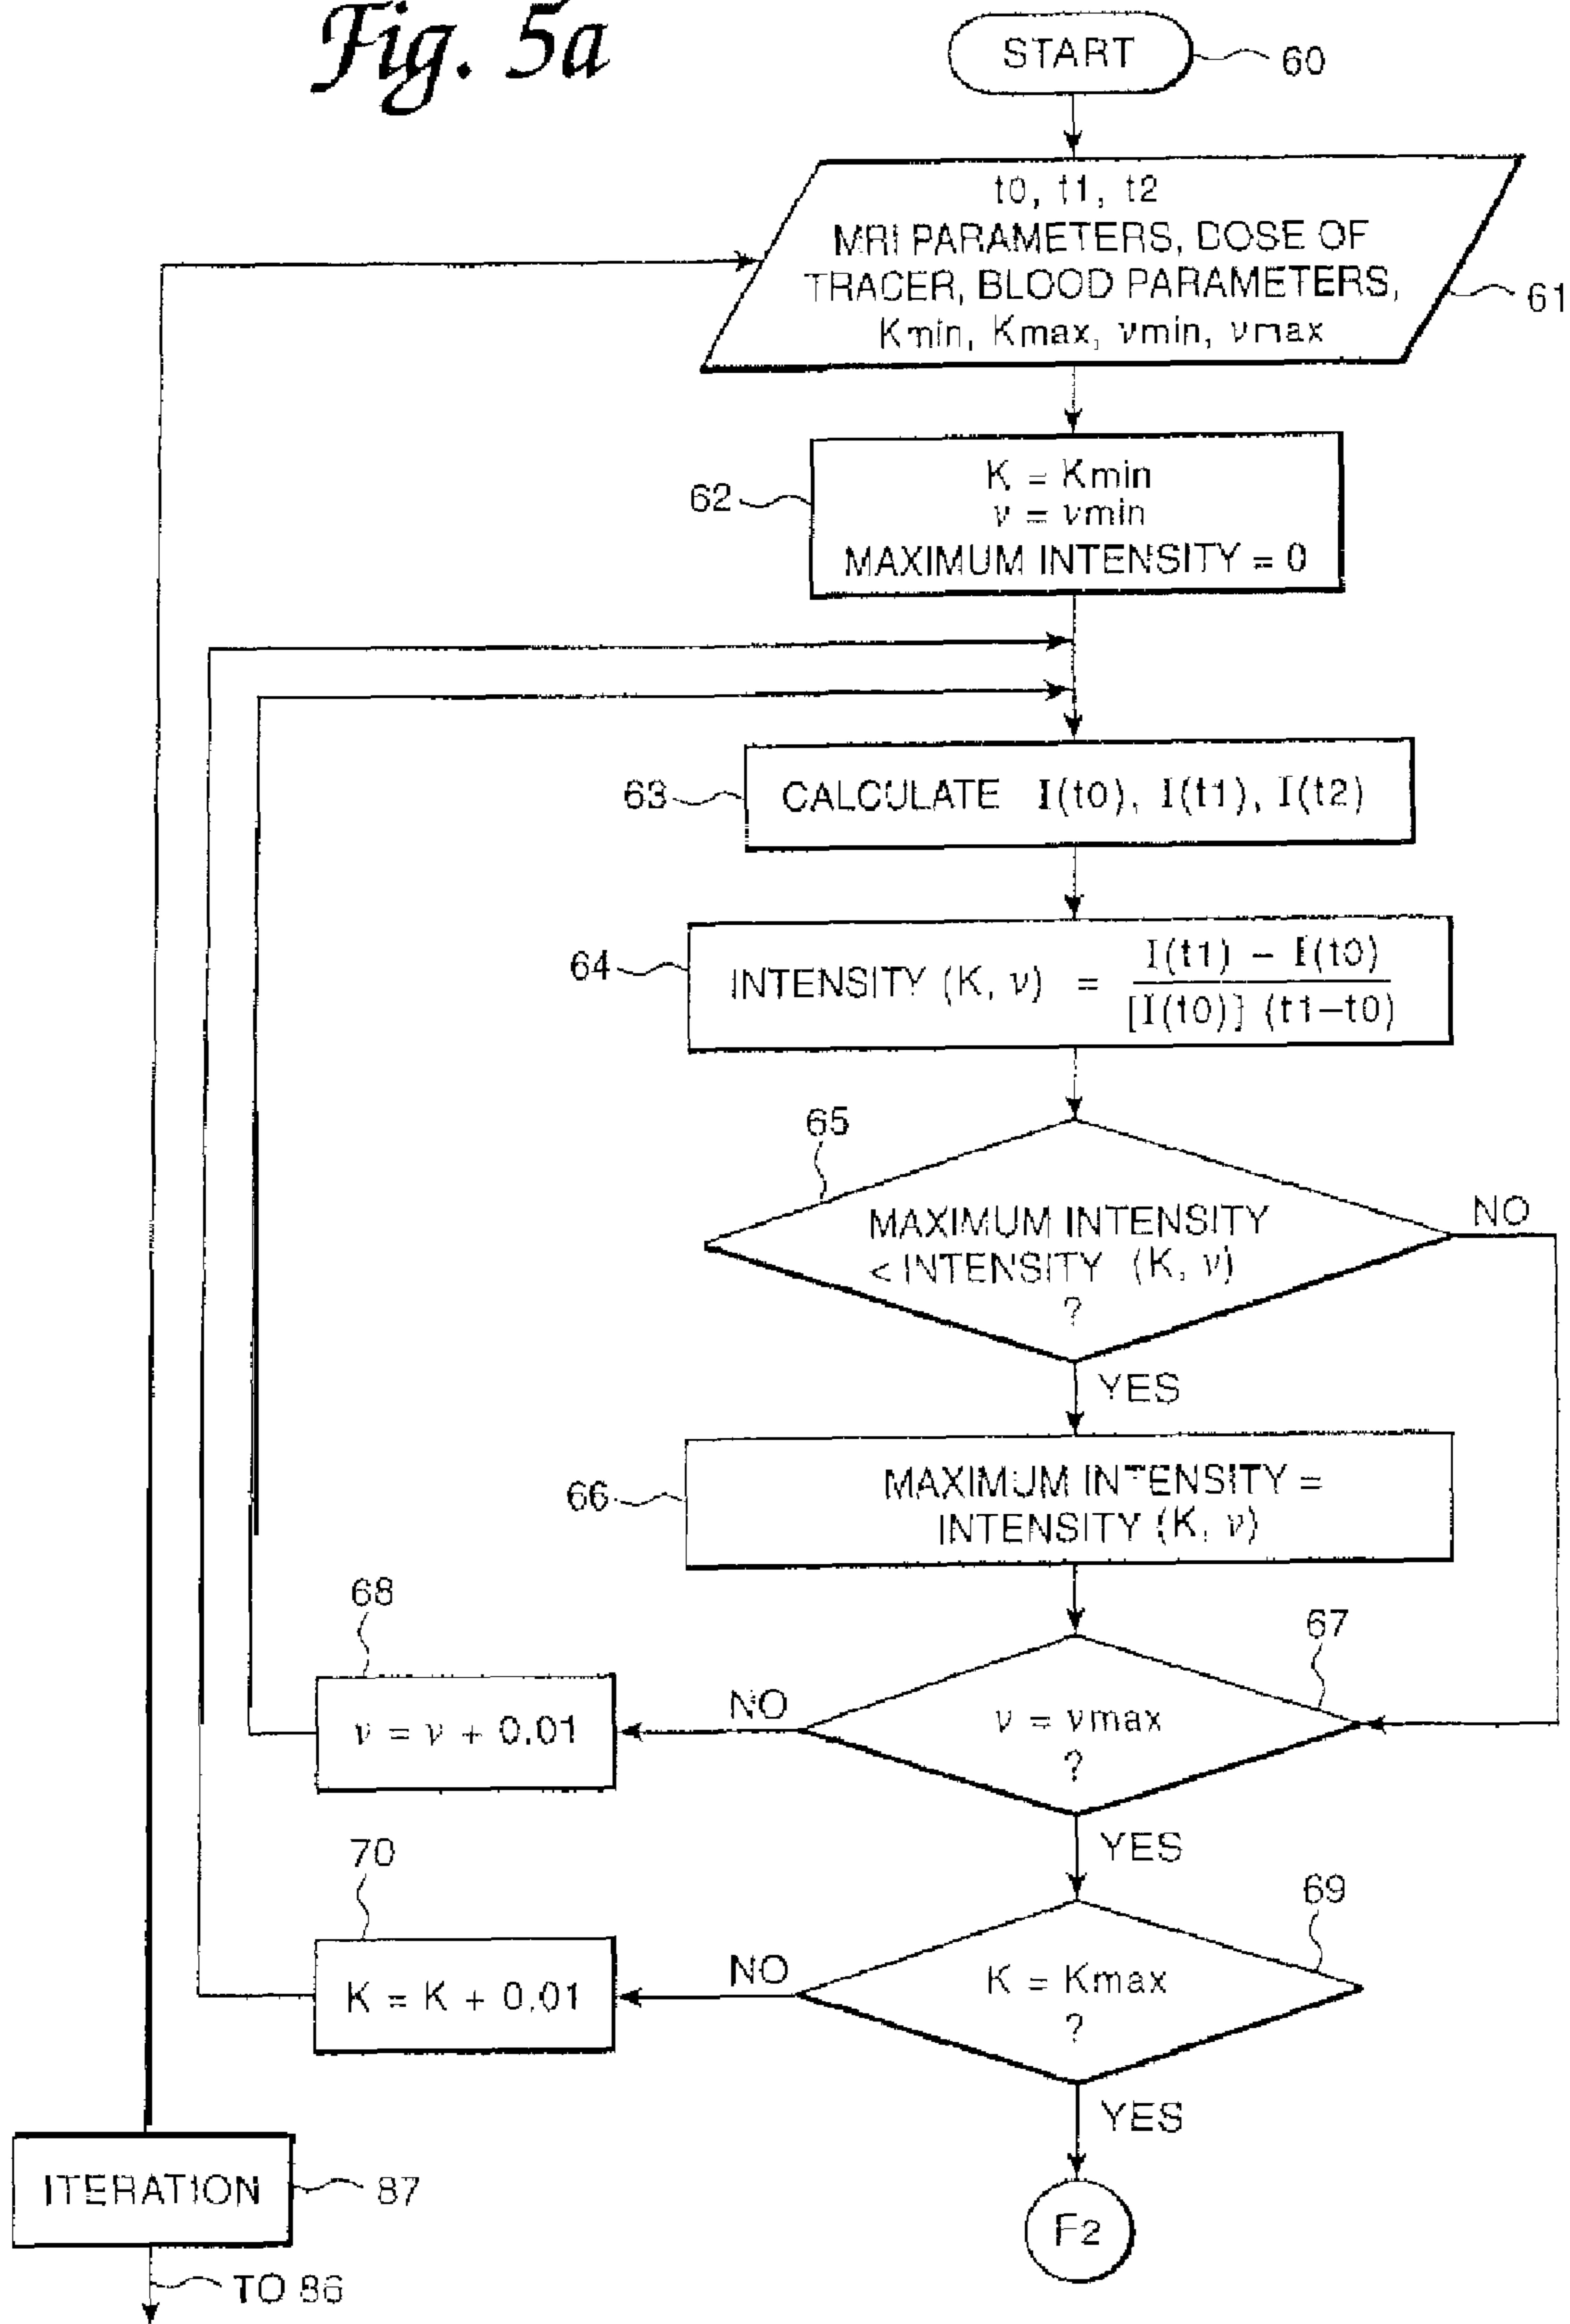 Fig. 5a
START
60
t0, t1, t2
MRI PARAMETERS, DOSE OF
TRACER, BLOOD PARAMETERS,
Kmin, Kmax, νmin, νmax
61
62
K = Kmin
ν = νmin
MAXIMUM INTENSITY = 0
63
CALCULATE I(t0), I(t1), I(t2)
64
INTENSITY (K, ν) =
I(t1) – I(t0)
[I(t0)] (t1–t0)
65
MAXIMUM INTENSITY
< INTENSITY (K, ν)
?
NO
YES
66
MAXIMUM INTENSITY =
INTENSITY (K, ν)
68
ν = ν + 0.01
NO
67
ν = νmax
?
YES
70
K = K + 0.01
NO
69
K = Kmax
?
YES
ITERATION
87
F2
TO 86